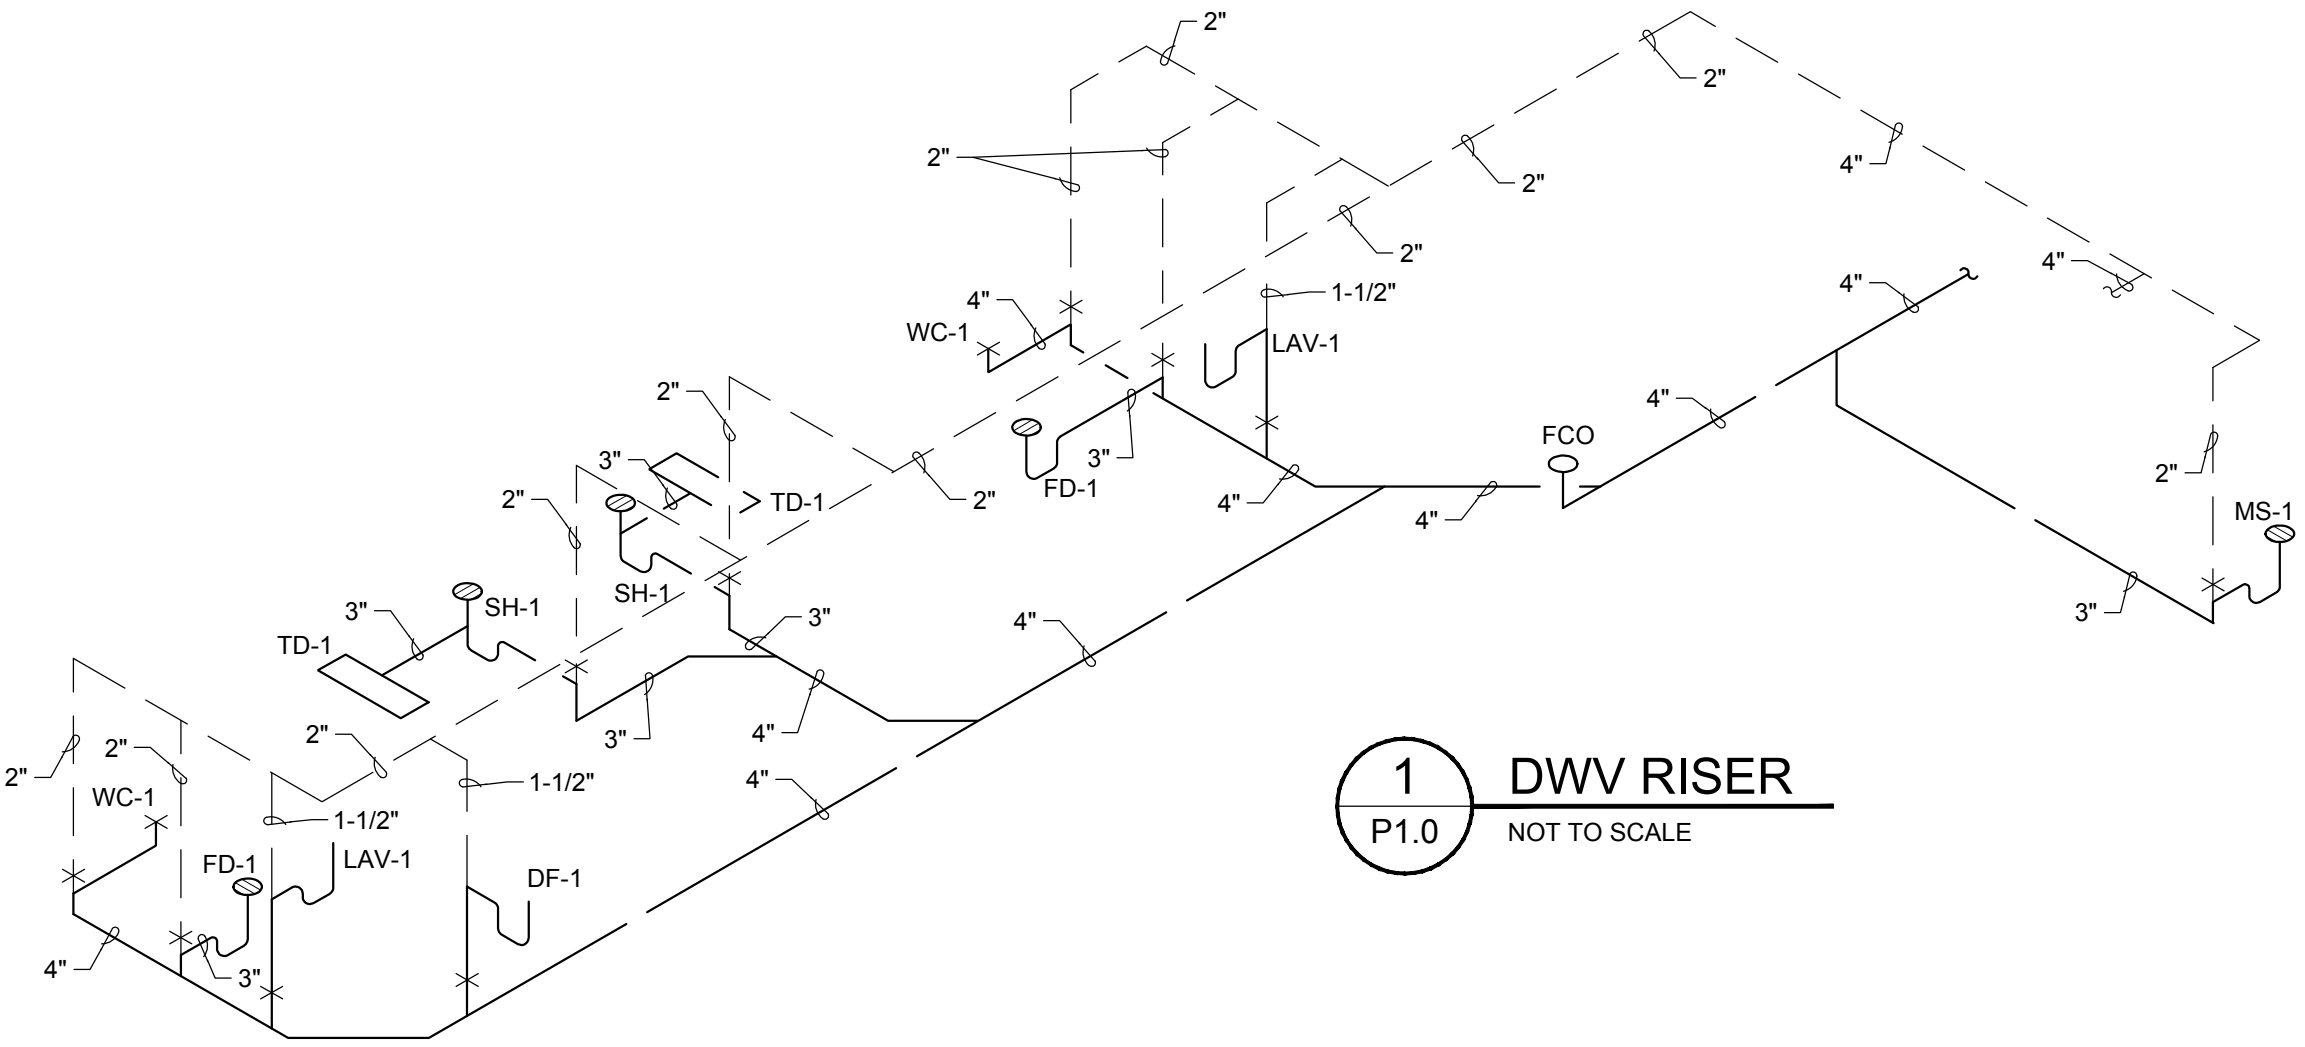 2"
2"
2"
2"
2"
2"
4"
4"
4"
4"
1-1/2"
WC-1
LAV-1
2"
3"
4"
FCO
3"
FD-1
TD-1
2"
2"
4"
4"
2"
MS-1
SH-1
SH-1
3"
3"
TD-1
3"
4"
3"
4"
2"
2"
2"
1-1/2"
4"
WC-1
1-1/2"
FD-1
LAV-1
DF-1
4"
3"
1
P1.0
DWV RISER
NOT TO SCALE